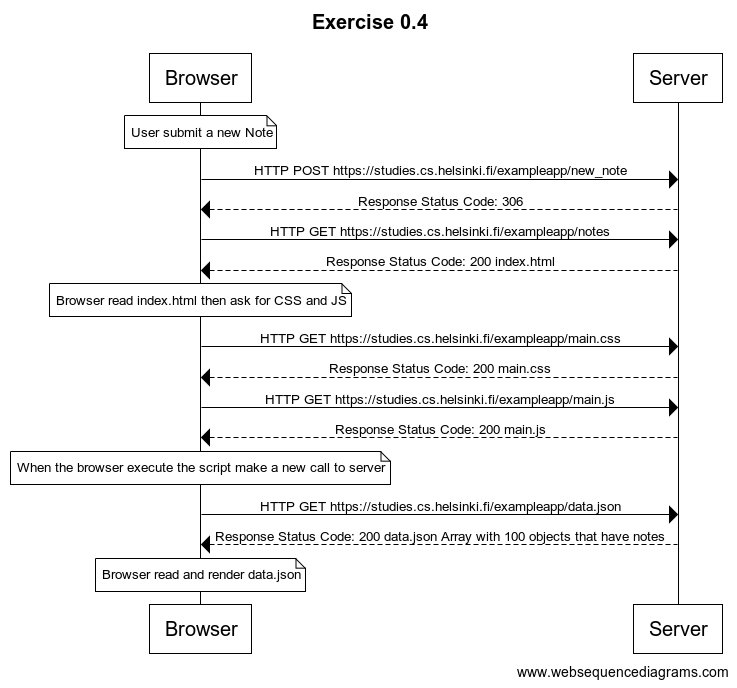 Exercise 0.4
Browser
Server
User submit a new Note
HTTP POST https://studies.cs.helsinki.fi/exampleapp/new_note
Response Status Code: 306
HTTP GET https://studies.cs.helsinki.fi/exampleapp/notes
Response Status Code: 200 index.html
Browser read index.html then ask for CSS and JS
HTTP GET https://studies.cs.helsinki.fi/exampleapp/main.css
Response Status Code: 200 main.css
HTTP GET https://studies.cs.helsinki.fi/exampleapp/main.js
Response Status Code: 200 main.js
When the browser execute the script make a new call to server
HTTP GET https://studies.cs.helsinki.fi/exampleapp/data.json
Response Status Code: 200 data.json Array with 100 objects that have notes
Browser read and render data.json
Browser
Server
www.websequencediagrams.com